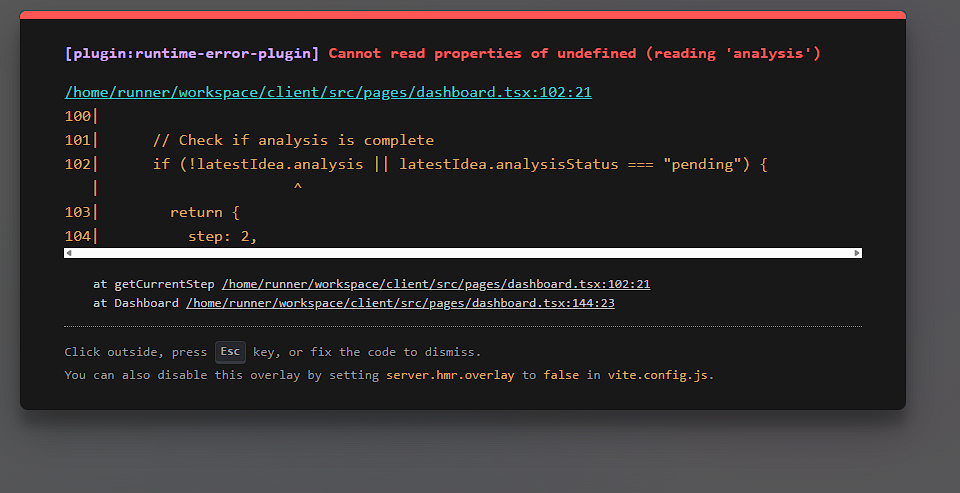 [plugin:runtime-error-plugin] Cannot read properties of undefined (reading 'analysis')
/home/runner/workspace/client/src/pages/dashboard.tsx:102:21
100|
101|      // Check if analysis is complete
102|      if (!latestIdea.analysis || latestIdea.analysisStatus === "pending") {
   |                      ^
103|        return {
104|          step: 2,
at getCurrentStep /home/runner/workspace/client/src/pages/dashboard.tsx:102:21
at Dashboard /home/runner/workspace/client/src/pages/dashboard.tsx:144:23
Click outside, press Esc key, or fix the code to dismiss.
You can also disable this overlay by setting server.hmr.overlay to false in vite.config.js.